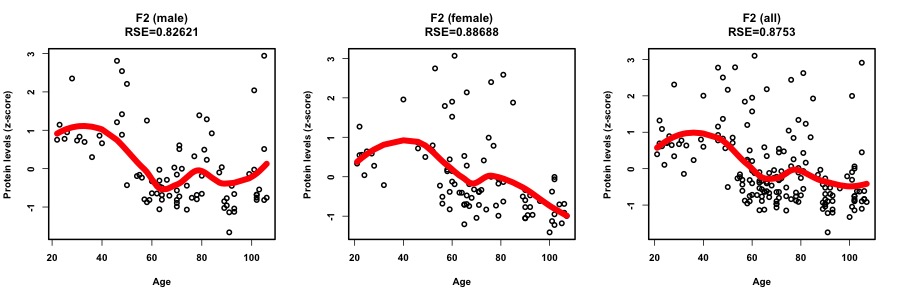 F2 (male)
RSE=0.82621
Protein levels (z-score)
3
2
1
0
-1
20 40 60 80 100
Age
F2 (female)
RSE=0.88688
Protein levels (z-score)
3
2
1
0
-1
20 40 60 80 100
Age
F2 (all)
RSE=0.8753
Protein levels (z-score)
3
2
1
0
-1
20 40 60 80 100
Age